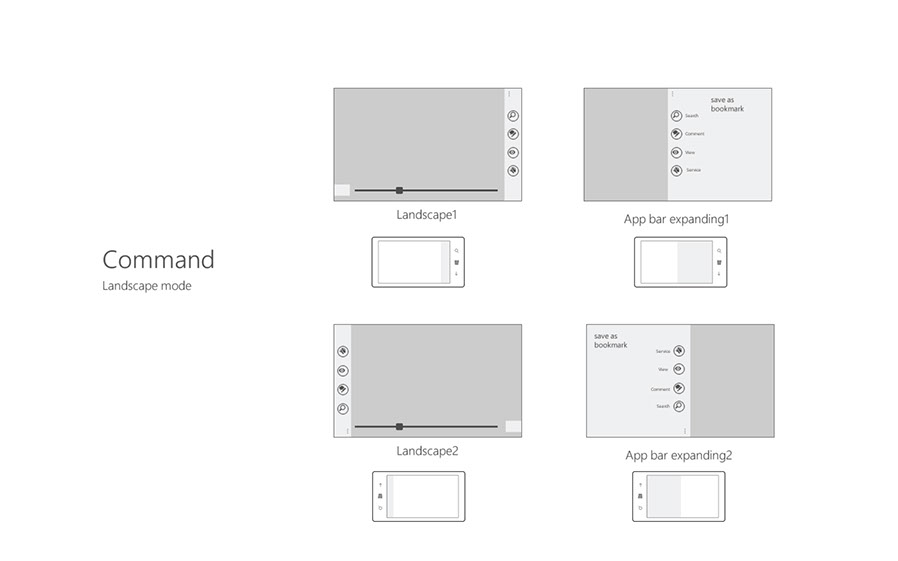 Command
Landscape mode
Landscape1
save as
bookmark
Search
Comment
View
Service
App bar expanding1
Landscape2
save as
bookmark
Service
View
Comment
Search
App bar expanding2